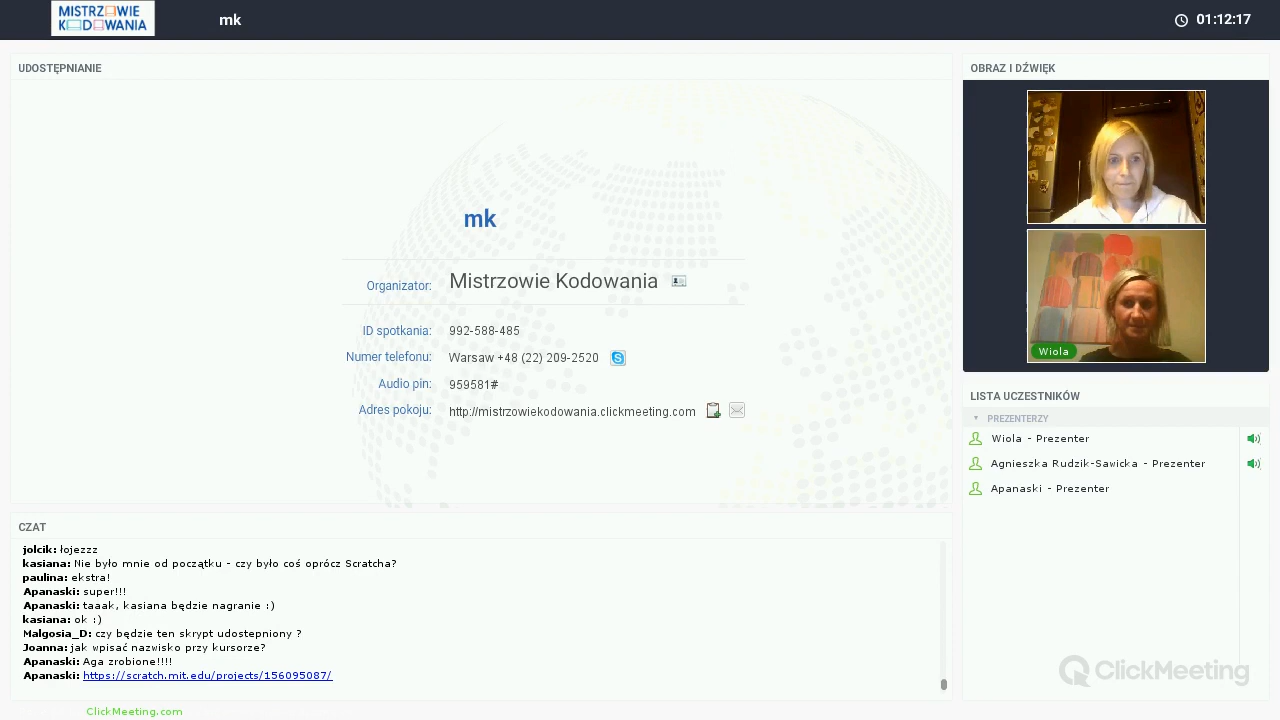 MISTRZOWIE
KODOWANIA
mk
01:12:17
UDOSTĘPNIANIE
mk
Organizator: Mistrzowie Kodowania
ID spotkania: 992-588-485
Numer telefonu: Warsaw +48 (22) 209-2520
Audio pin: 959581#
Adres pokoju: http://mistrzowiekodowania.clickmeeting.com
OBRAZ I DŹWIĘK
Wiola
LISTA UCZESTNIKÓW
PREZENTERZY
Wiola - Prezenter
Agnieszka Rudzik-Sawicka - Prezenter
Apanaski - Prezenter
CZAT
jolcik: łojezzz
kasiana: Nie było mnie od początku - czy było coś oprócz Scratcha?
paulina: ekstra!
Apanaski: super!!!
Apanaski: taaak, kasiana będzie nagranie :)
kasiana: ok :)
Malgosia_D: czy będzie ten skrypt udostepniony ?
Joanna: jak wpisać nazwisko przy kursorze?
Apanaski: Aga zrobione!!!!
Apanaski: https://scratch.mit.edu/projects/156095087/
ClickMeeting
ClickMeeting.com